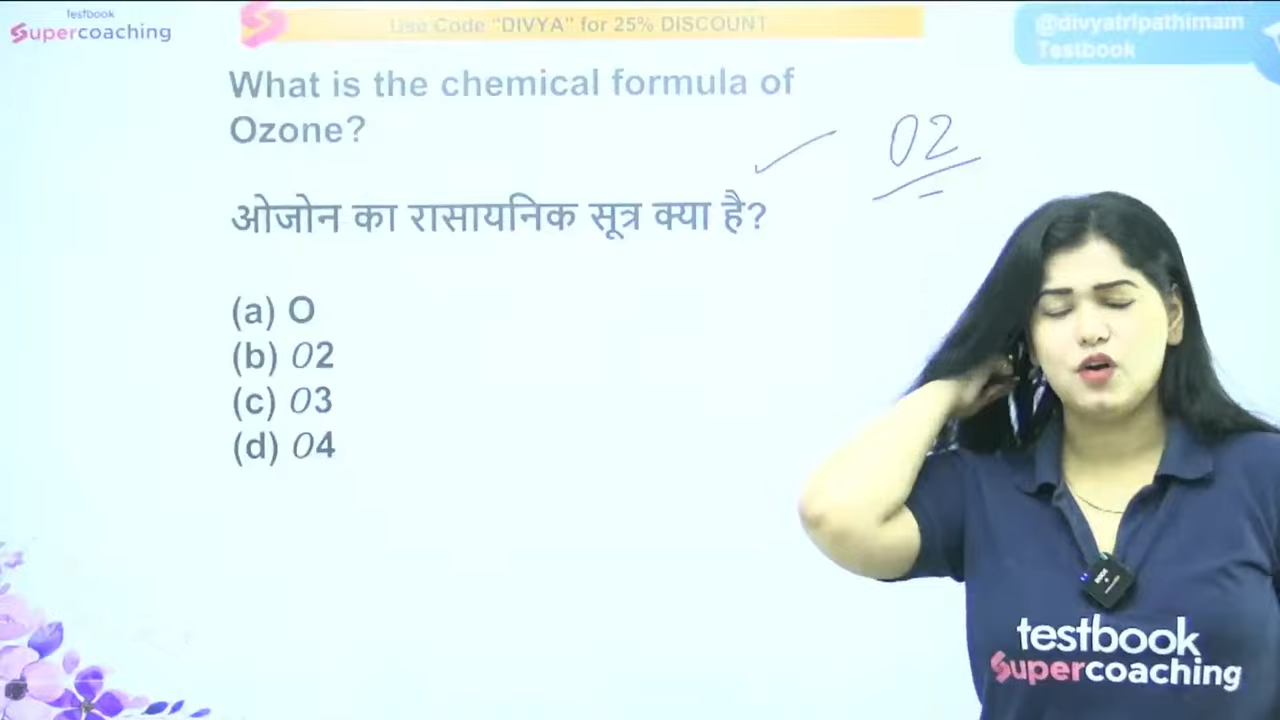 testbook
Supercoaching
Use Code "DIVYA" for 25% DISCOUNT
@divyatripathimam
Testbook
What is the chemical formula of
Ozone?
02
ओजोन का रासायनिक सूत्र क्या है?
(a) O
(b) O2
(c) O3
(d) O4
testbook
Supercoaching